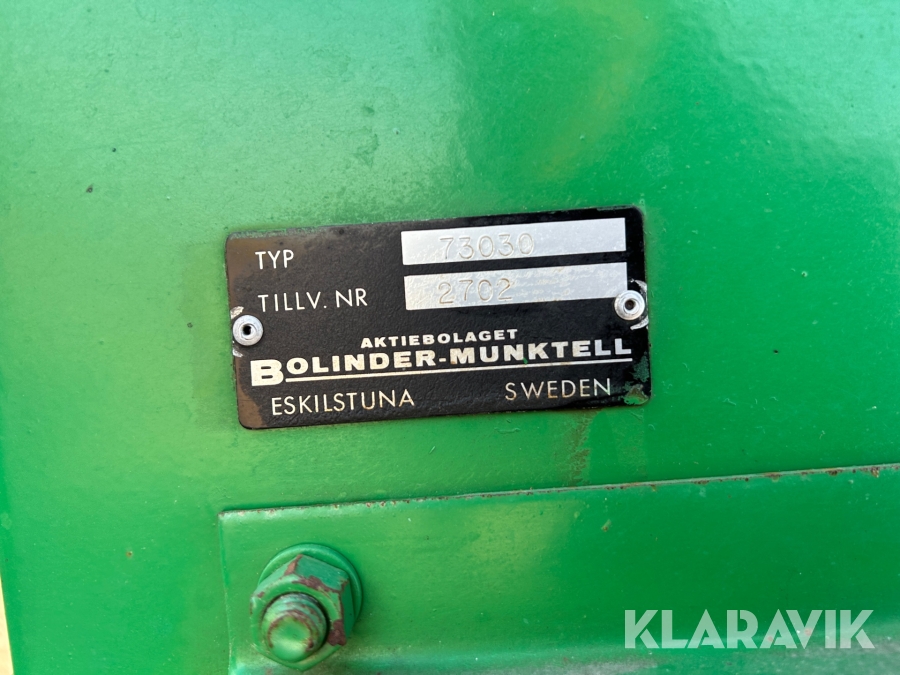 TYP 73030
TILLV. NR 2702
AKTIEBOLAGET
BOLINDER-MUNKTELL
ESKILSTUNA SWEDEN
KLARAVIK